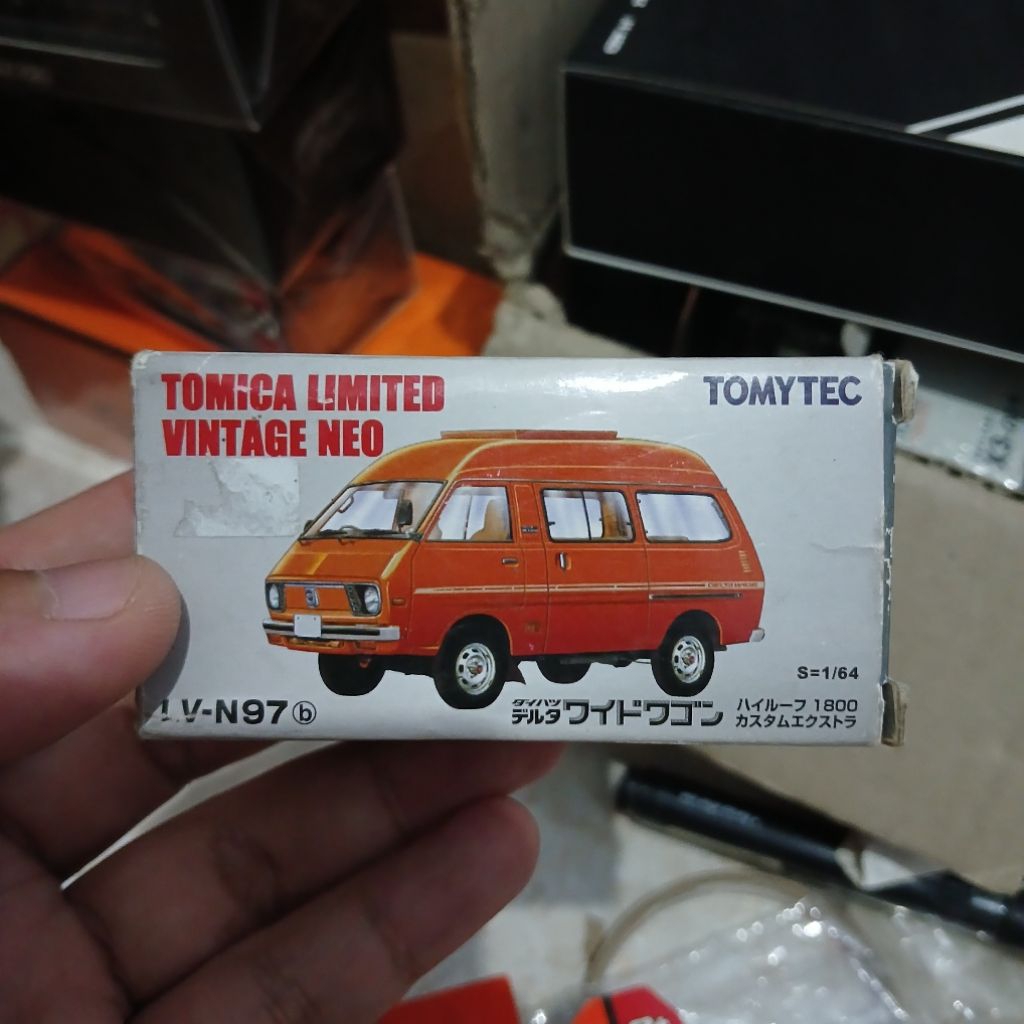 TOMICA LIMITED
VINTAGE NEO
TOMYTEC
S=1/64
LV-N97 ⓑ
ダイハツ
デルタ ワイドワゴン
ハイルーフ 1800
カスタムエクストラ